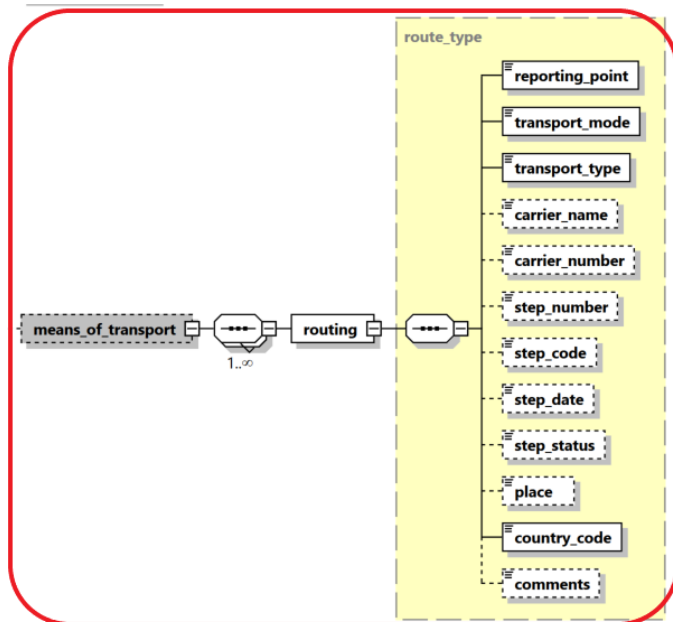 route_type
reporting_point
transport_mode
transport_type
carrier_name
carrier_number
step_number
means_of_transport
routing
1..∞
step_code
step_date
step_status
place
country_code
comments